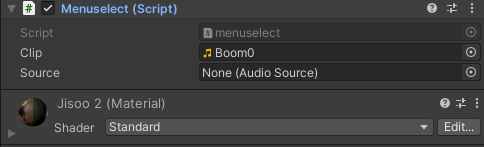 Menuselect (Script)
Script menuselect
Clip Boom0
Source None (Audio Source)
Jisoo 2 (Material)
Shader Standard Edit...